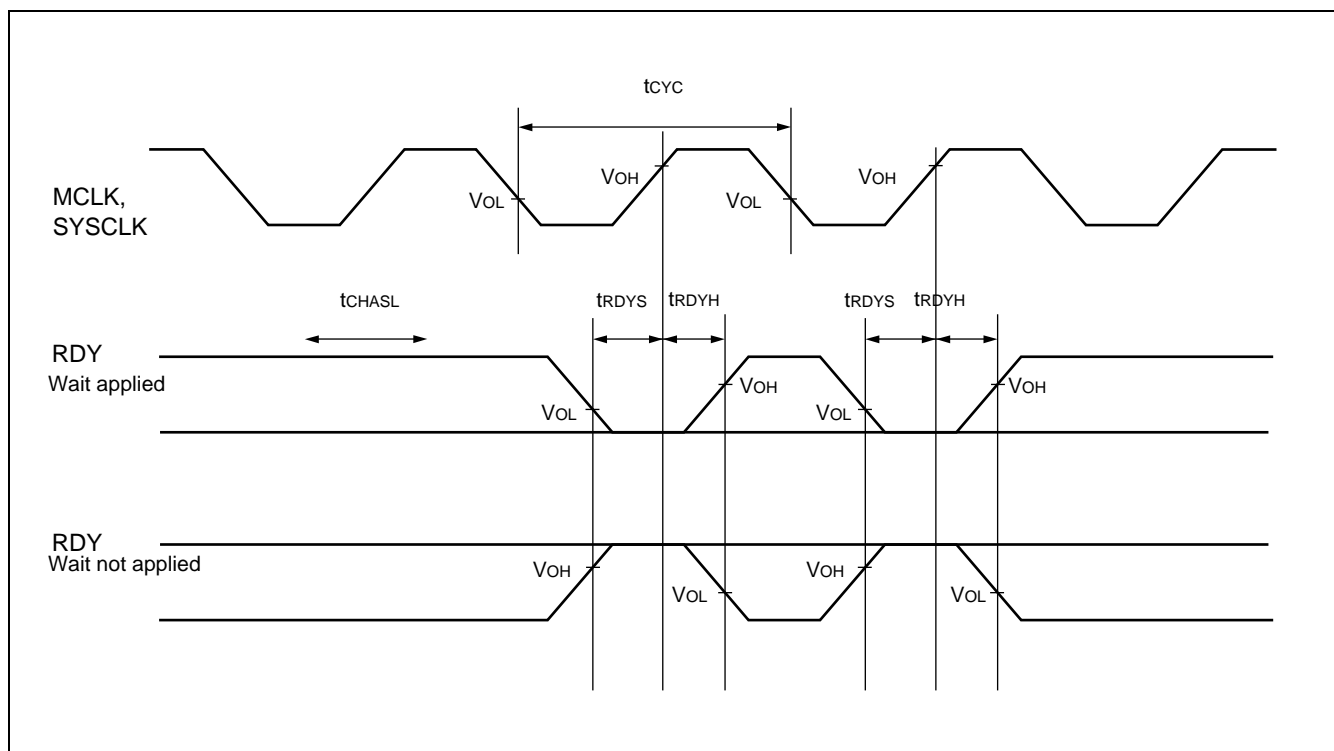 tCYC
VOH
VOH
VOL
VOL
MCLK,
SYSCLK
tCHASL
tRDYS
tRDYH
tRDYS
tRDYH
RDY
Wait applied
VOH
VOH
VOL
VOL
RDY
Wait not applied
VOH
VOH
VOL
VOL